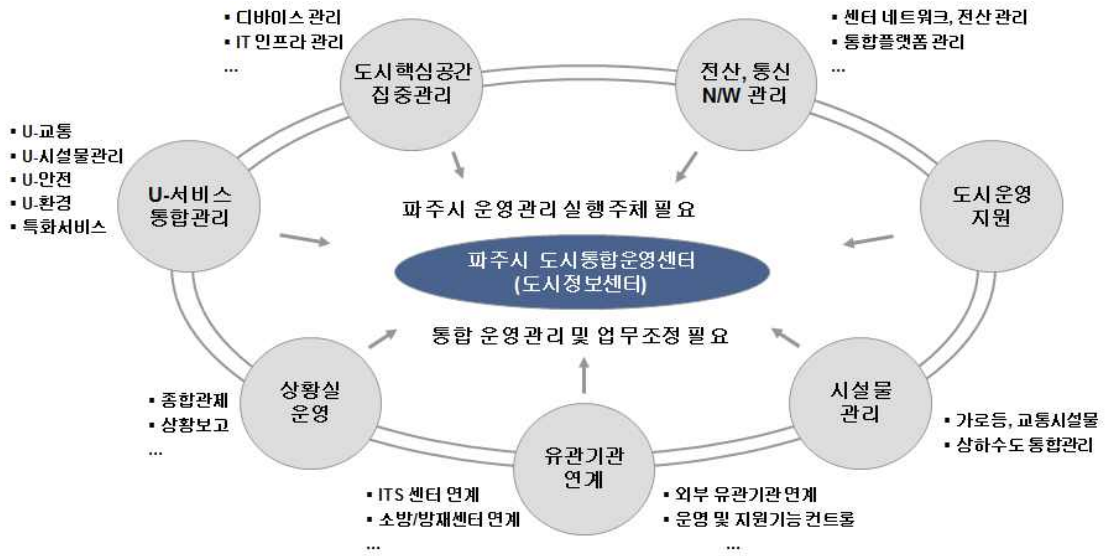 ▪ 디바이스 관리
▪ IT 인프라 관리
...
도시핵심공간
집중관리
▪ 센터 네트워크, 전산 관리
▪ 통합플랫폼 관리
...
전산, 통신
N/W 관리
▪ U-교통
▪ U-시설물관리
▪ U-안전
▪ U-환경
▪ 특화서비스
U-서비스
통합관리
도시운영
지원
파주시 운영관리 실행주체 필요
파주시 도시통합운영센터
(도시정보센터)
통합 운영관리 및 업무조정 필요
상황실
운영
▪ 종합관제
▪ 상황보고
...
시설물
관리
▪ 가로등, 교통시설물
▪ 상하수도 통합관리
유관기관
연계
▪ ITS 센터 연계
▪ 소방/방재센터 연계
...
▪ 외부 유관기관 연계
▪ 운영 및 지원기능 컨트롤
...